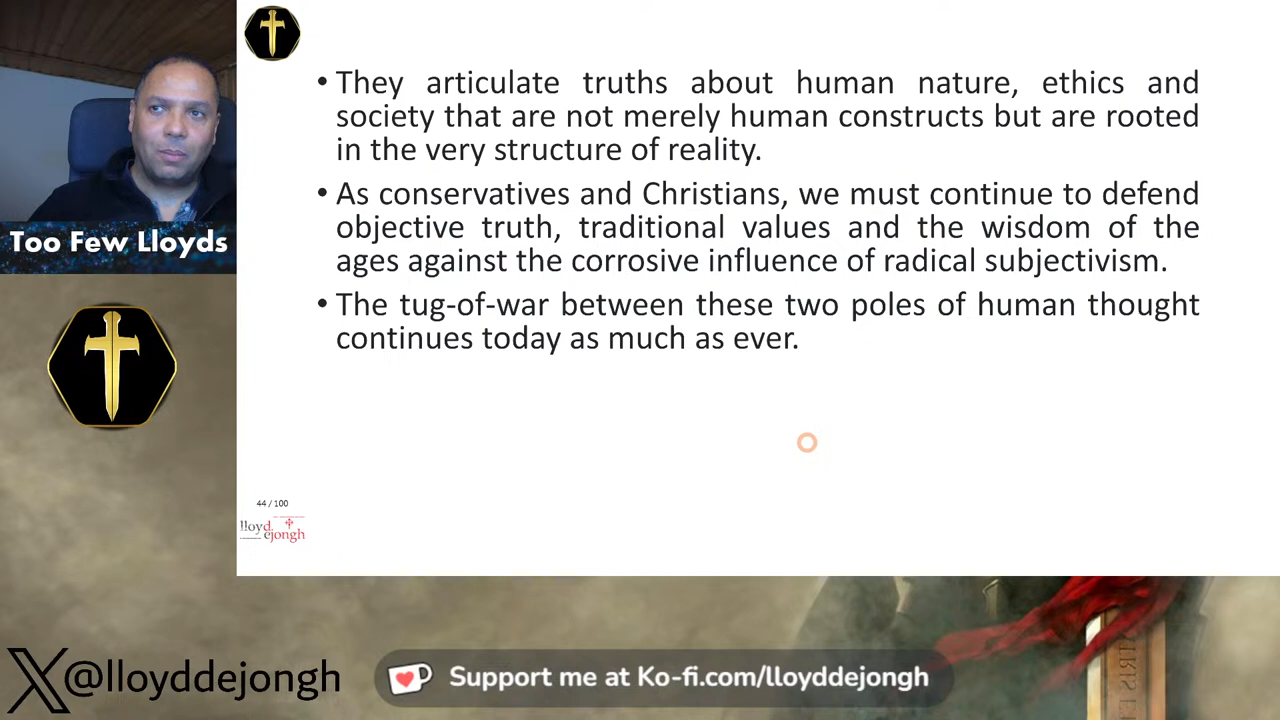 • They articulate truths about human nature, ethics and
society that are not merely human constructs but are rooted
in the very structure of reality.
• As conservatives and Christians, we must continue to defend
objective truth, traditional values and the wisdom of the
ages against the corrosive influence of radical subjectivism.
• The tug-of-war between these two poles of human thought
continues today as much as ever.
Too Few Lloyds
44 / 100
lloyd
ejongh
X@lloyddejongh
Support me at Ko-fi.com/lloyddejongh